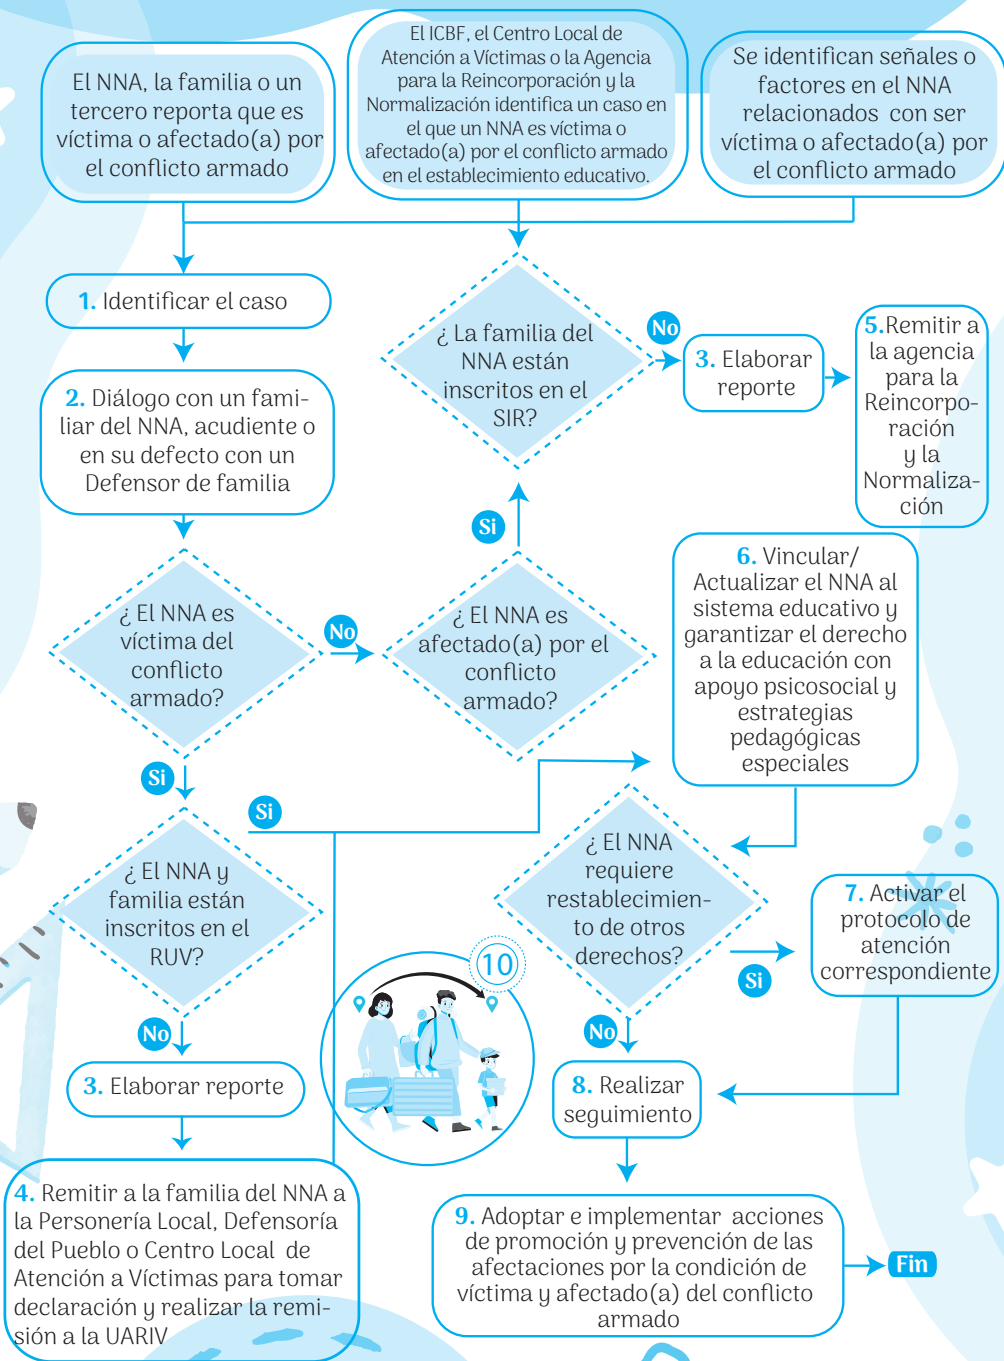 El NNA, la familia o un
tercero reporta que es
víctima o afectado(a) por
el conflicto armado
El ICBF, el Centro Local de
Atención a Víctimas o la Agencia
para la Reincorporación y la
Normalización identifica un caso en
el que un NNA es víctima o
afectado(a) por el conflicto armado
en el establecimiento educativo.
Se identifican señales o
factores en el NNA
relacionados con ser
víctima o afectado(a) por
el conflicto armado
1. Identificar el caso
2. Diálogo con un fami-
liar del NNA, acudiente o
en su defecto con un
Defensor de familia
¿ La familia del
NNA están
inscritos en el
SIR?
No
3. Elaborar
reporte
5.Remitir a
la agencia
para la
Reincorpo-
ración
y la
Normaliza-
ción
Si
¿ El NNA es
víctima del
conflicto
armado?
No
¿ El NNA es
afectado(a) por el
conflicto
armado?
6. Vincular/
Actualizar el NNA al
sistema educativo y
garantizar el derecho
a la educación con
apoyo psicosocial y
estrategias
pedagógicas
especiales
Si
Si
¿ El NNA y
familia están
inscritos en el
RUV?
¿ El NNA
requiere
restablecimien-
to de otros
derechos?
Si
7. Activar el
protocolo de
atención
correspondiente
10
No
No
3. Elaborar reporte
8. Realizar
seguimiento
4. Remitir a la familia del NNA a
la Personería Local, Defensoría
del Pueblo o Centro Local de
Atención a Víctimas para tomar
declaración y realizar la remi-
sión a la UARIV
9. Adoptar e implementar acciones
de promoción y prevención de las
afectaciones por la condición de
víctima y afectado(a) del conflicto
armado
Fin